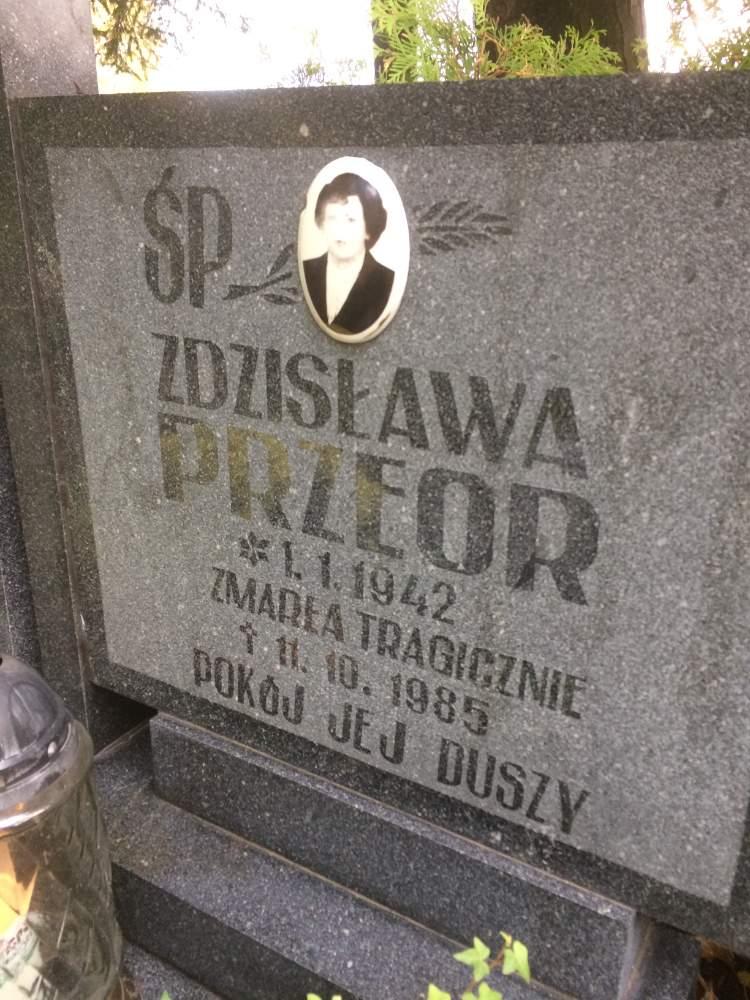 ŚP
ZDZISŁAWA
PRZEOR
* 1. 1. 1942
ZMARŁA TRAGICZNIE
† 11. 10. 1985
POKÓJ JEJ DUSZY